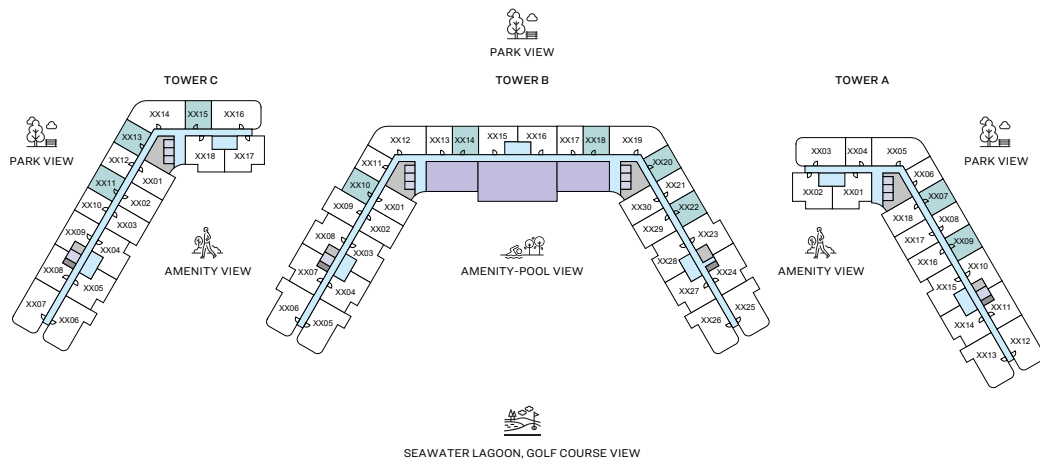 PARK VIEW
TOWER C
TOWER B
TOWER A
PARK VIEW
PARK VIEW
XX14
XX15
XX16
XX13
XX12
XX11
XX10
XX09
XX08
XX07
XX18
XX17
XX01
XX02
XX03
XX04
XX05
XX06
AMENITY VIEW
XX12
XX13
XX14
XX15
XX16
XX17
XX18
XX19
XX11
XX10
XX09
XX08
XX07
XX06
XX01
XX02
XX03
XX04
XX05
XX20
XX21
XX22
XX23
XX24
XX25
XX30
XX29
XX28
XX27
XX26
AMENITY-POOL VIEW
AMENITY VIEW
XX03
XX04
XX05
XX02
XX01
XX06
XX07
XX08
XX09
XX10
XX11
XX12
XX18
XX17
XX16
XX15
XX14
XX13
SEAWATER LAGOON, GOLF COURSE VIEW